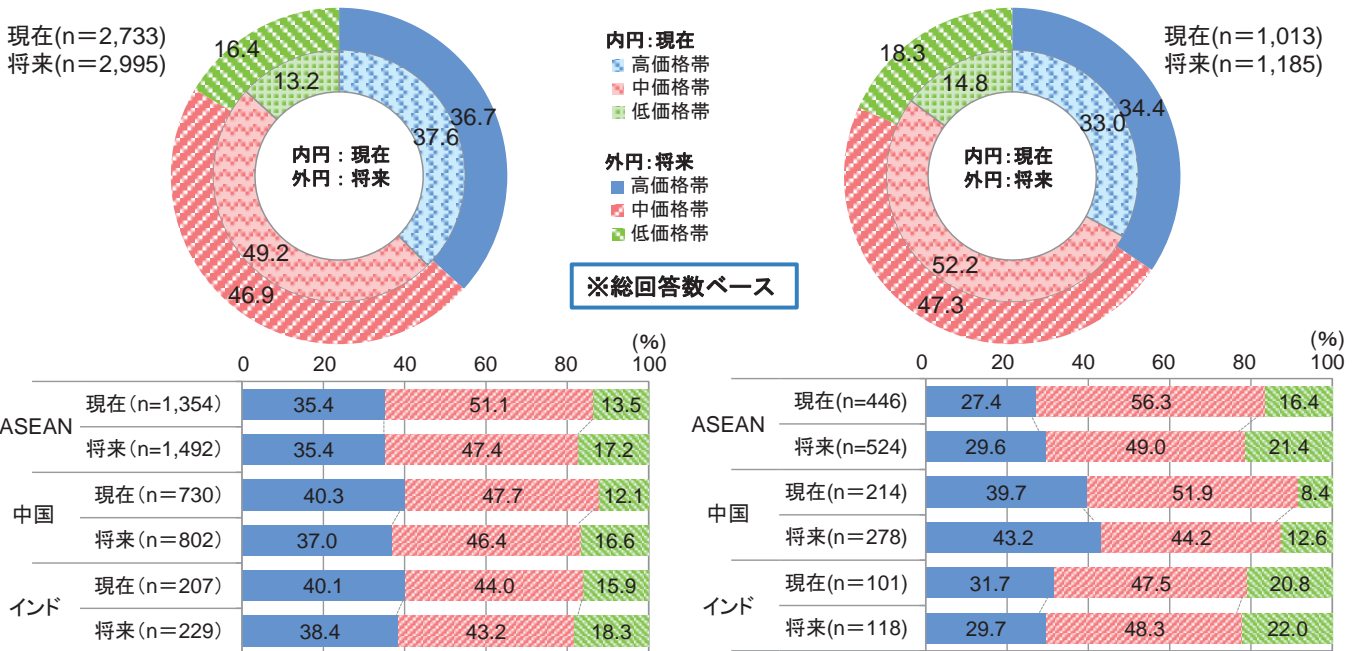 現在(n＝2,733)
将来(n＝2,995)
16.4
13.2
36.7
37.6
49.2
46.9
内円：現在
外円：将来
内円：現在
高価格帯
中価格帯
低価格帯
外円：将来
高価格帯
中価格帯
低価格帯
※総回答数ベース
現在(n＝1,013)
将来(n＝1,185)
18.3
14.8
34.4
33.0
52.2
47.3
内円：現在
外円：将来
(%)
0 20 40 60 80 100
ASEAN
現在（n=1,354） 35.4 51.1 13.5
将来（n=1,492） 35.4 47.4 17.2
中国
現在（n＝730） 40.3 47.7 12.1
将来（n＝802） 37.0 46.4 16.6
インド
現在（n＝207） 40.1 44.0 15.9
将来（n＝229） 38.4 43.2 18.3
(%)
0 20 40 60 80 100
ASEAN
現在(n=446) 27.4 56.3 16.4
将来(n=524) 29.6 49.0 21.4
中国
現在(n＝214) 39.7 51.9 8.4
将来(n＝278) 43.2 44.2 12.6
インド
現在(n＝101) 31.7 47.5 20.8
将来(n＝118) 29.7 48.3 22.0